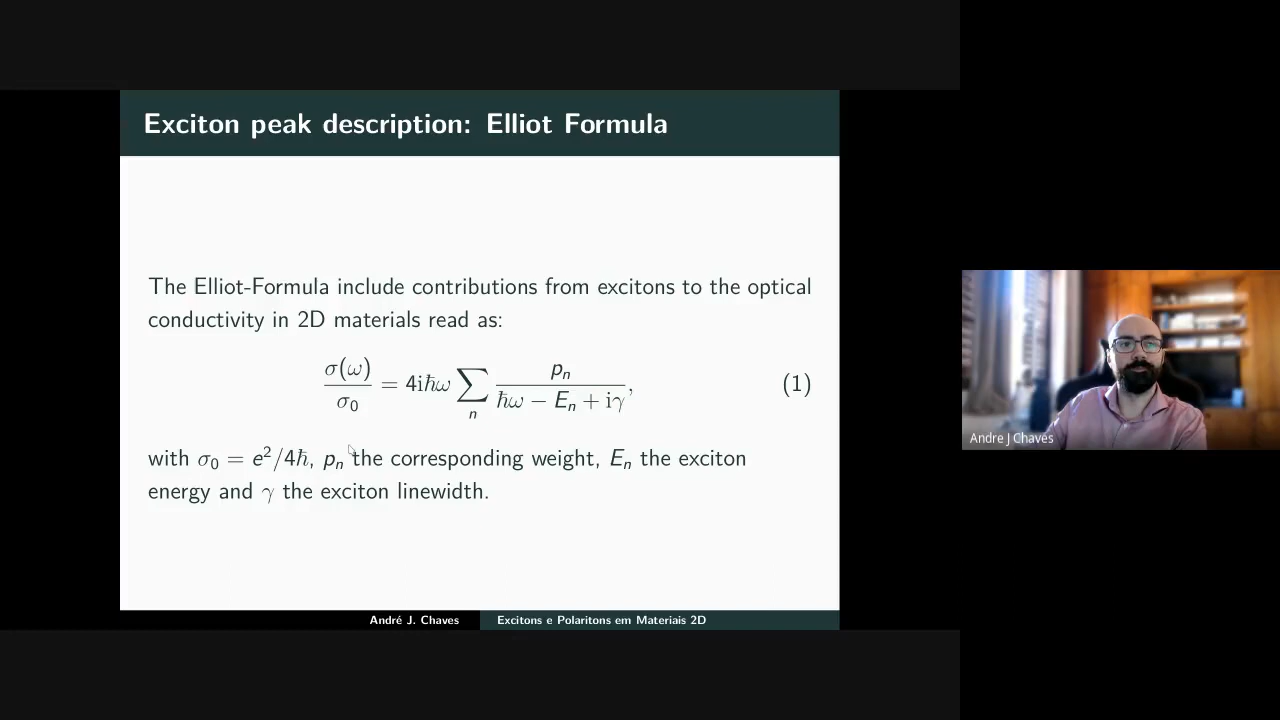 Exciton peak description: Elliot Formula
The Elliot-Formula include contributions from excitons to the optical
conductivity in 2D materials read as:
σ(ω)/σ₀ = 4iℏω ∑ₙ pₙ/(ℏω − Eₙ + iγ), (1)
with σ₀ = e²/4ℏ, pₙ the corresponding weight, Eₙ the exciton
energy and γ the exciton linewidth.
André J. Chaves
Excitons e Polaritons em Materiais 2D
Andre J Chaves